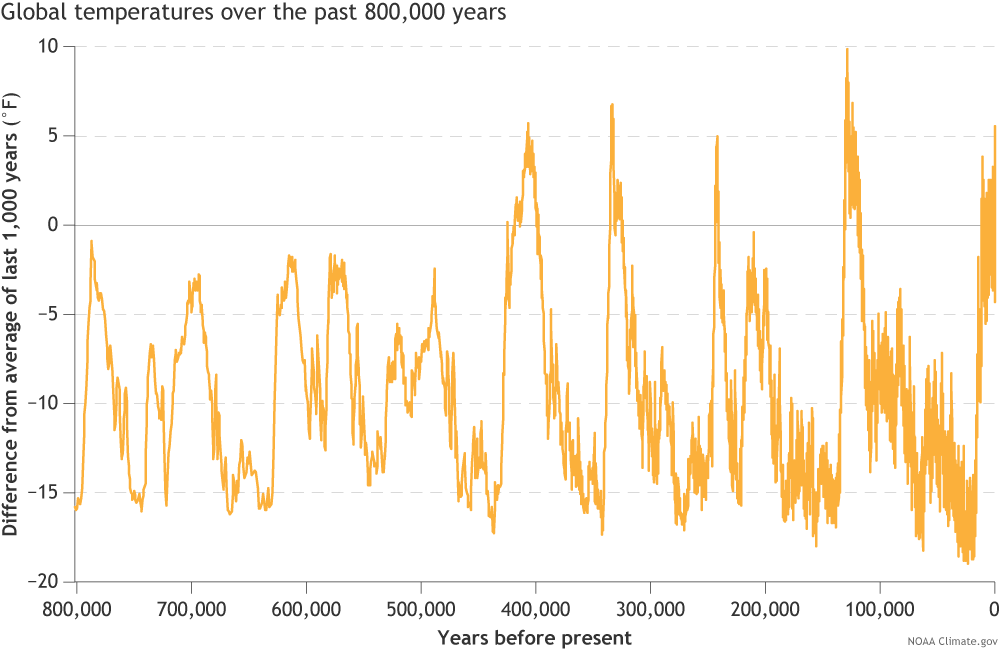 Global temperatures over the past 800,000 years
Difference from average of last 1,000 years (°F)
10
5
0
−5
−10
−15
−20
800,000 700,000 600,000 500,000 400,000 300,000 200,000 100,000 0
Years before present
NOAA Climate.gov